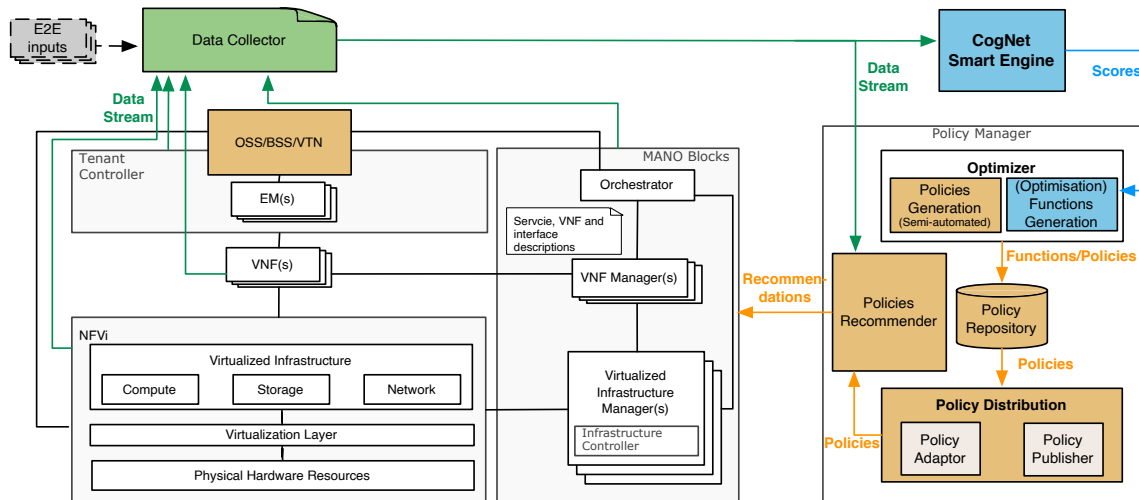 E2E
inputs
Data Collector
CogNet
Smart Engine
Scores
Data
Stream
Data
Stream
OSS/BSS/VTN
Tenant
Controller
EM(s)
VNF(s)
MANO Blocks
Orchestrator
Servcie, VNF and
interface
descriptions
VNF Manager(s)
Virtualized
Infrastructure
Manager(s)
Infrastructure
Controller
NFVi
Virtualized Infrastructure
Compute
Storage
Network
Virtualization Layer
Physical Hardware Resources
Policy Manager
Optimizer
Policies
Generation
(Semi-automated)
(Optimisation)
Functions
Generation
Functions/Policies
Recommen-
dations
Policies
Recommender
Policy
Repository
Policies
Policy Distribution
Policies
Policy
Adaptor
Policy
Publisher